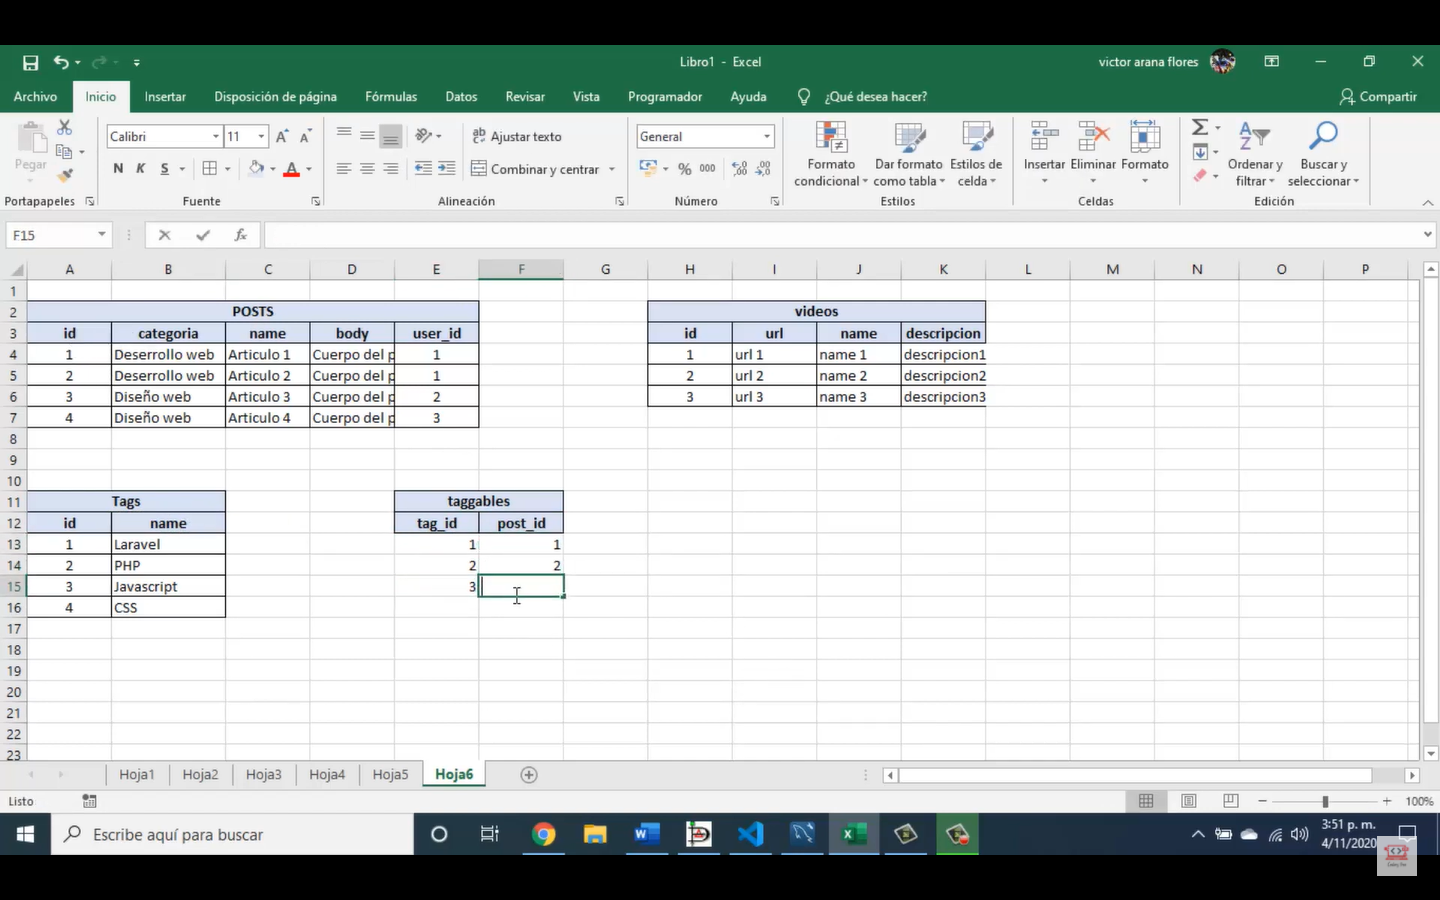 Libro1 - Excel
victor arana flores
Archivo Inicio Insertar Disposición de página Fórmulas Datos Revisar Vista Programador Ayuda ¿Qué desea hacer? Compartir
Pegar
Calibri 11
N K S
Ajustar texto
Combinar y centrar
General
% 000
Formato condicional
Dar formato como tabla
Estilos de celda
Insertar Eliminar Formato
Ordenar y filtrar
Buscar y seleccionar
Portapapeles Fuente Alineación Número Estilos Celdas Edición
F15 fx
A B C D E F G H I J K L M N O P
1
2 POSTS videos
3 id categoria name body user_id id url name descripcion
4 1 Deserrollo web Articulo 1 Cuerpo del p 1 1 url 1 name 1 descripcion1
5 2 Deserrollo web Articulo 2 Cuerpo del p 1 2 url 2 name 2 descripcion2
6 3 Diseño web Articulo 3 Cuerpo del p 2 3 url 3 name 3 descripcion3
7 4 Diseño web Articulo 4 Cuerpo del p 3
8
9
10
11 Tags taggables
12 id name tag_id post_id
13 1 Laravel 1 1
14 2 PHP 2 2
15 3 Javascript 3
16 4 CSS
17
18
19
20
21
22
23
Hoja1 Hoja2 Hoja3 Hoja4 Hoja5 Hoja6
Listo 100%
Escribe aquí para buscar
3:51 p. m.
4/11/2020